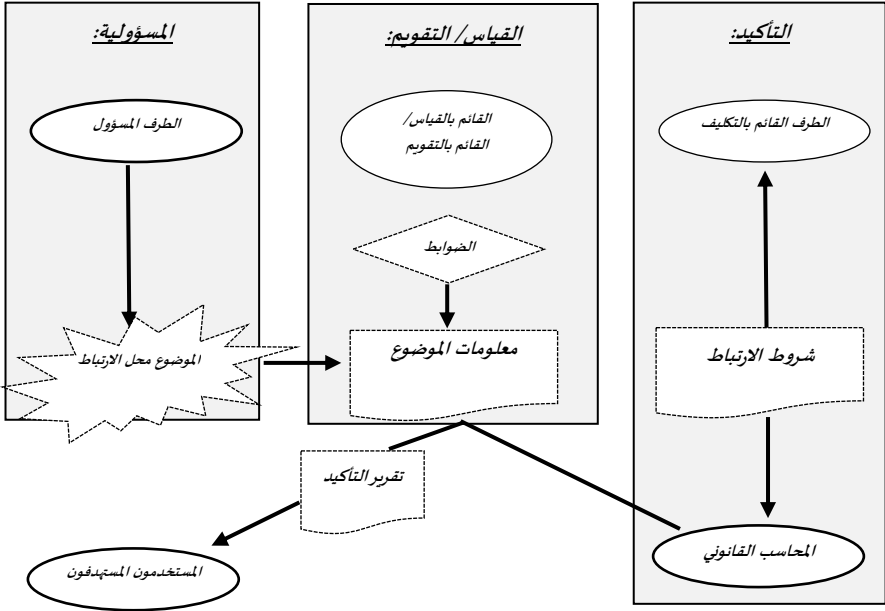 المسؤولية:
القياس/ التقويم:
التأكيد:
الطرف المسؤول
القائم بالقياس/
القائم بالتقويم
الطرف القائم بالتكليف
الضوابط
الموضوع محل الارتباط
معلومات الموضوع
شروط الارتباط
تقرير التأكيد
المحاسب القانوني
المستخدمون المستهدفون